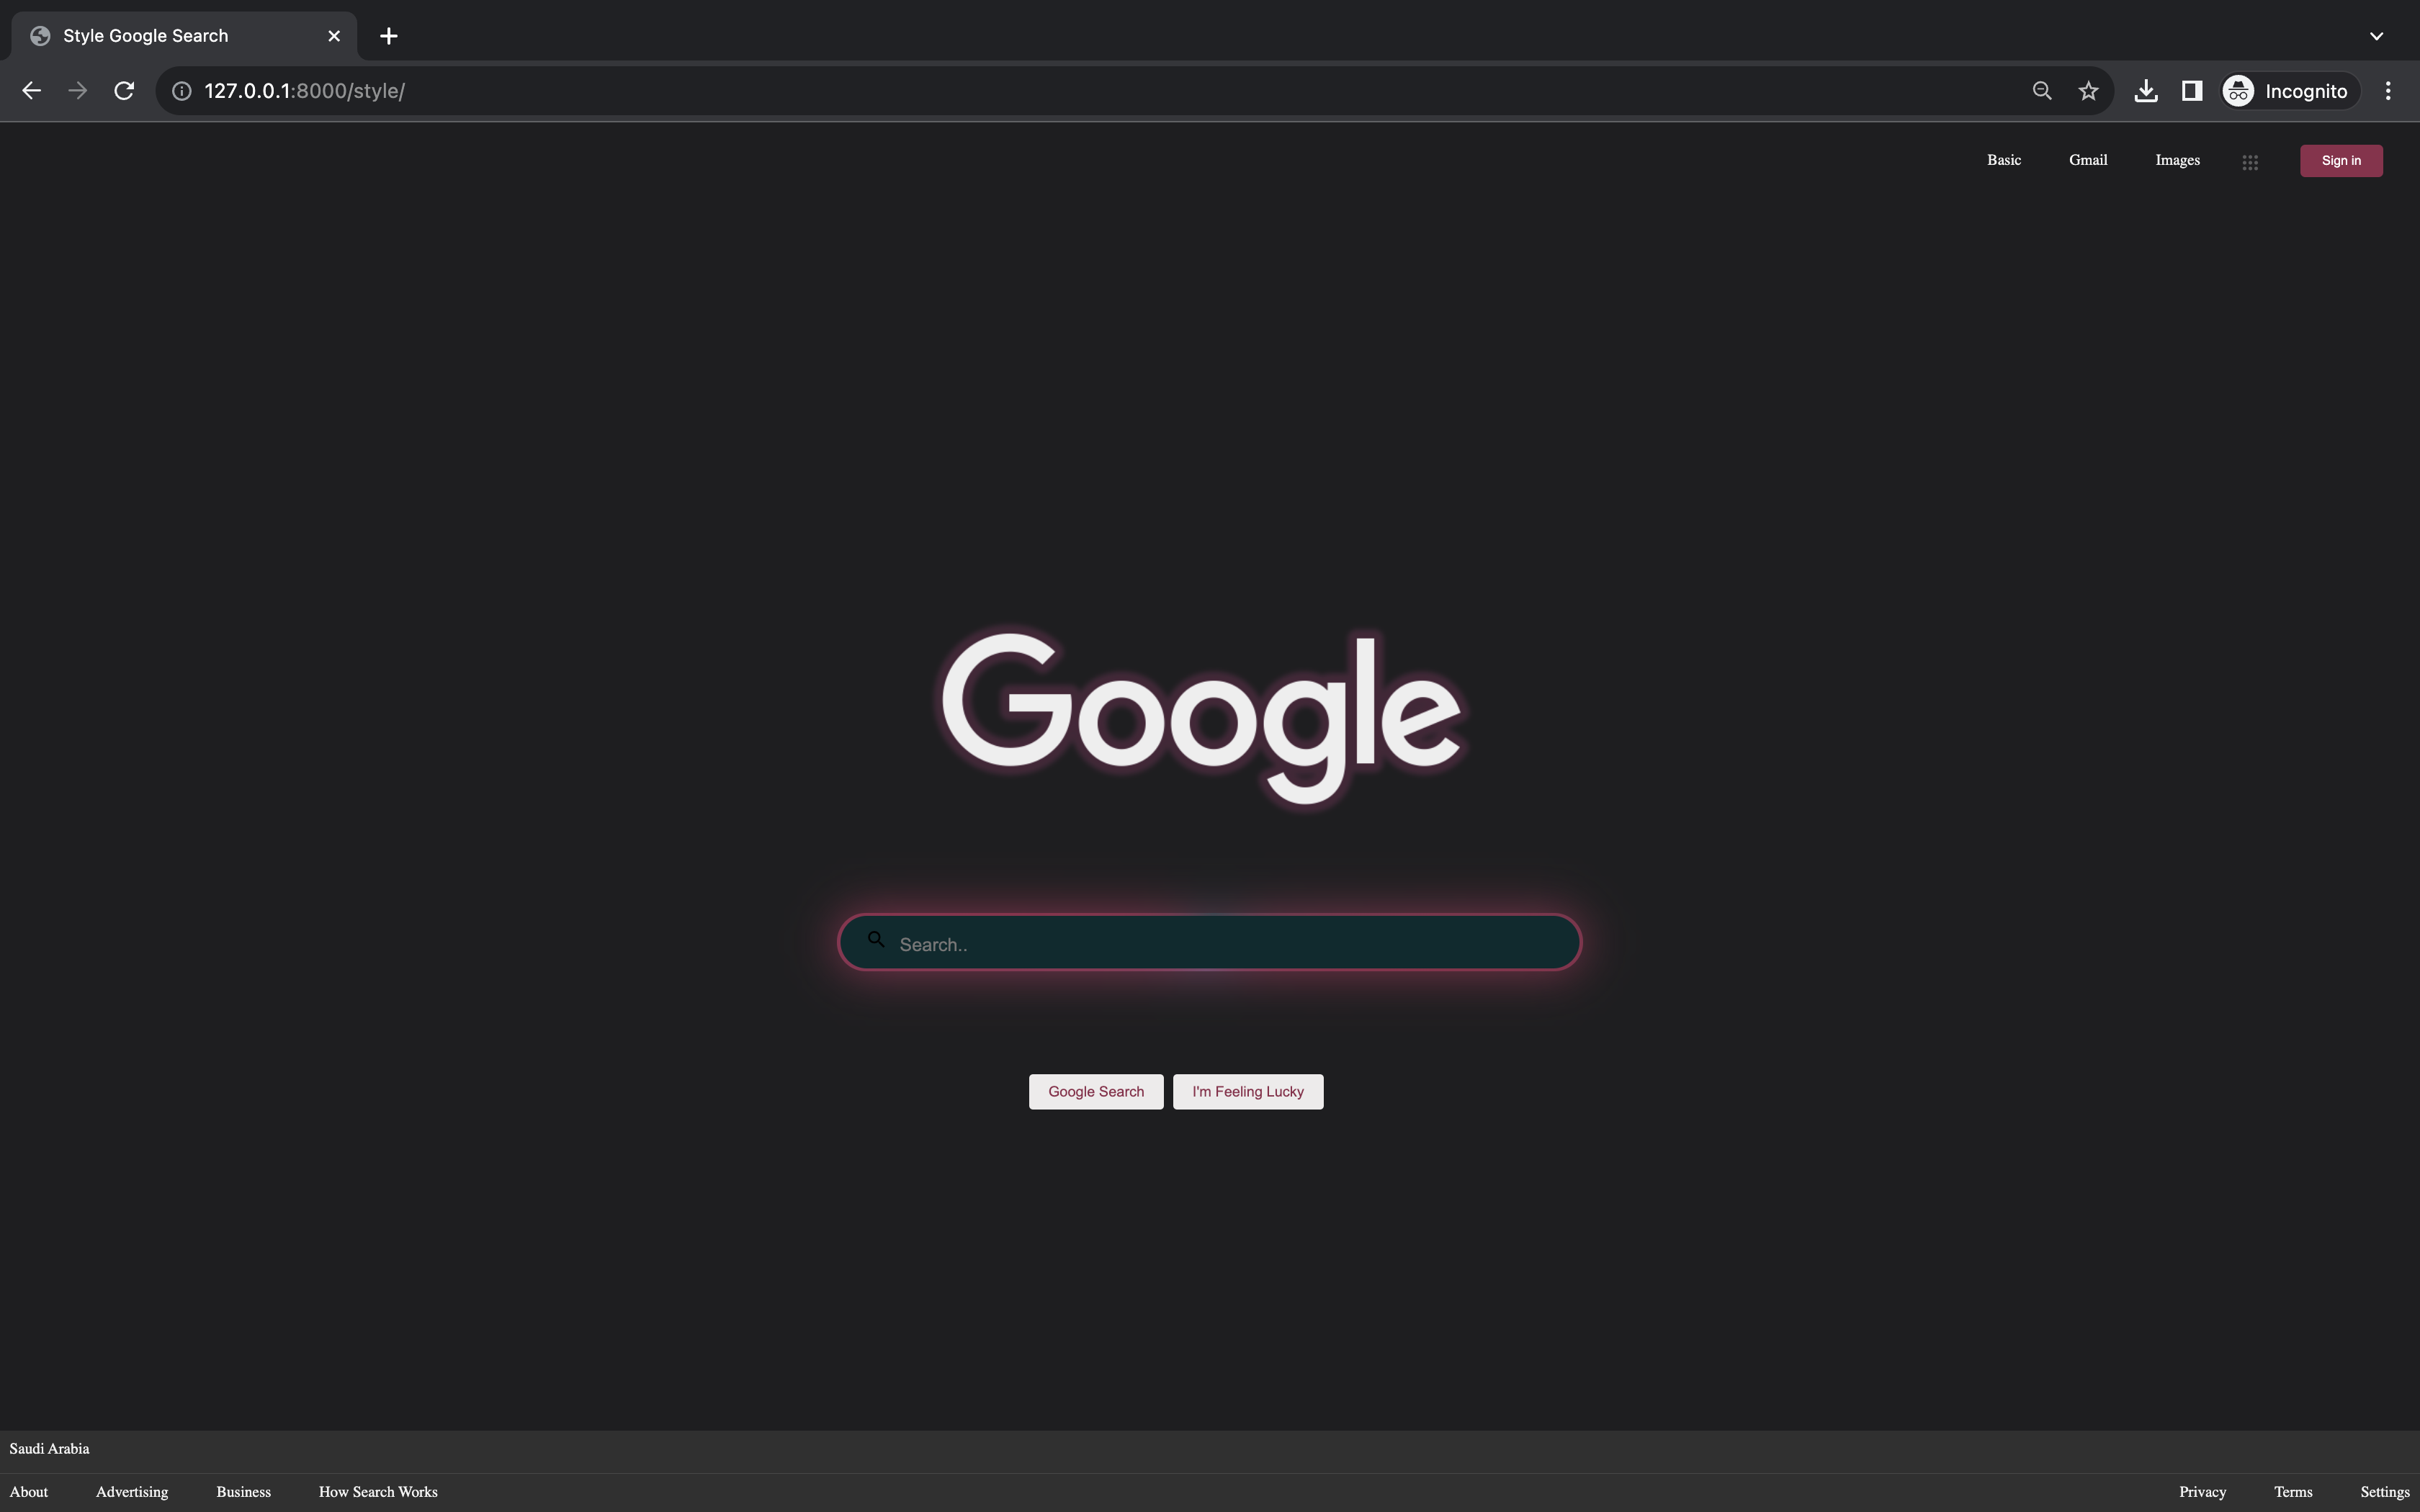 Style Google Search
127.0.0.1:8000/style/
Incognito
Basic Gmail Images Sign in
Google
Search..
Google Search I'm Feeling Lucky
Saudi Arabia
About Advertising Business How Search Works Privacy Terms Settings